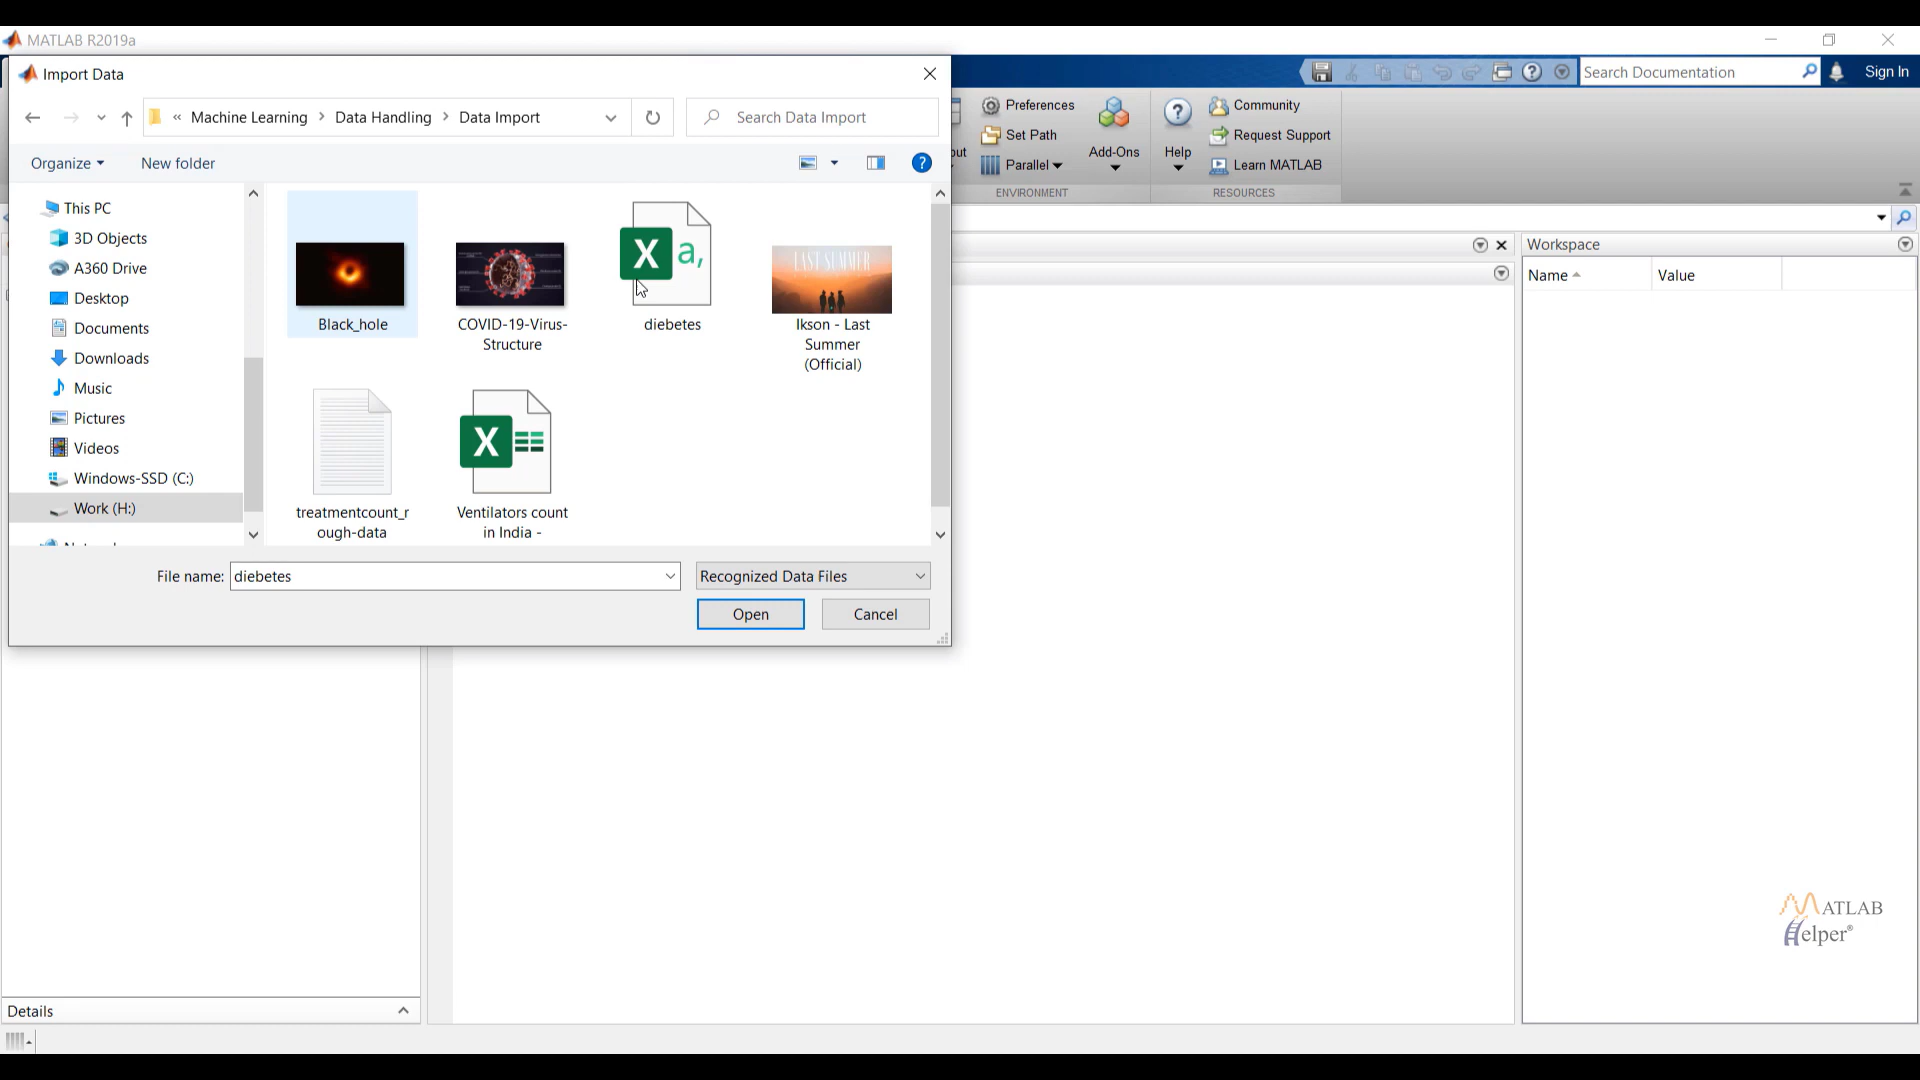 MATLAB R2019a
Import Data
« Machine Learning > Data Handling > Data Import
Search Data Import
Search Documentation
Sign In
Preferences
Community
Set Path
Request Support
Parallel
Learn MATLAB
Add-Ons
Help
ENVIRONMENT
RESOURCES
Organize
New folder
This PC
3D Objects
A360 Drive
Desktop
Documents
Downloads
Music
Pictures
Videos
Windows-SSD (C:)
Work (H:)
a,
LAST SUMMER
Black_hole
COVID-19-Virus-
Structure
diebetes
Ikson - Last
Summer
(Official)
treatmentcount_r
ough-data
Ventilators count
in India -
File name: diebetes
Recognized Data Files
Open
Cancel
Workspace
Name
Value
MATLAB
Helper®
Details